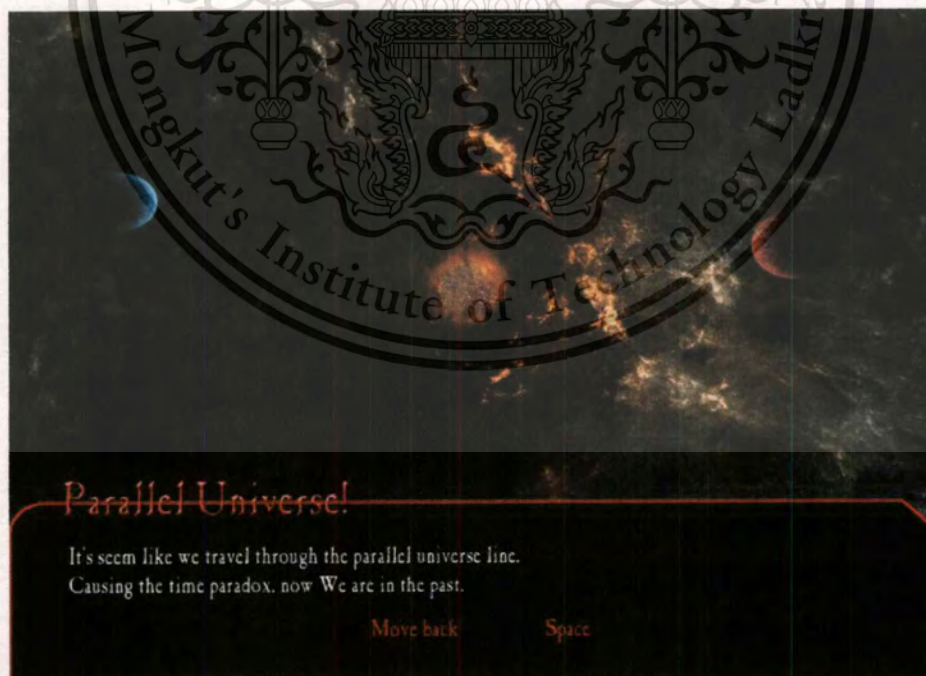 Mongkut's Institute of Technology Ladkr
Parallel Universe!
It's seem like we travel through the parallel universe line.
Causing the time paradox. now We are in the past.
Move back Space